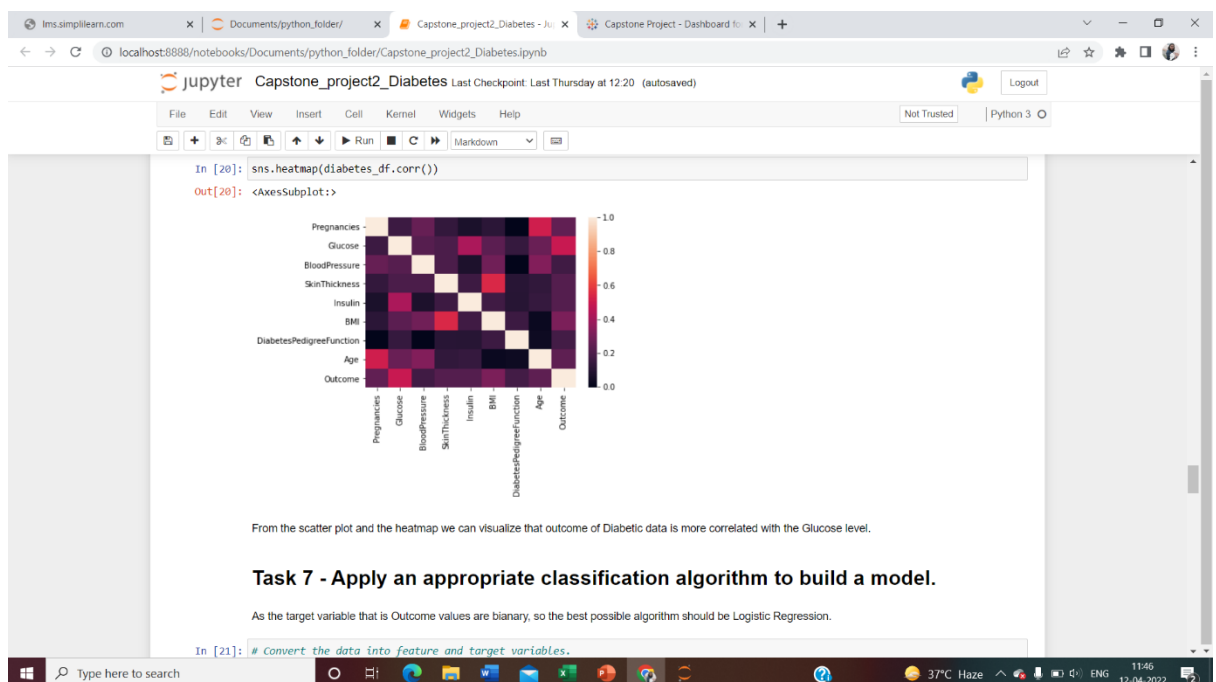 lms.simplilearn.com
Documents/python_folder/
Capstone_project2_Diabetes - Ju
Capstone Project - Dashboard fo
localhost:8888/notebooks/Documents/python_folder/Capstone_project2_Diabetes.ipynb
jupyter Capstone_project2_Diabetes Last Checkpoint: Last Thursday at 12:20 (autosaved)
Logout
File Edit View Insert Cell Kernel Widgets Help
Not Trusted Python 3
Run Markdown
In [20]: sns.heatmap(diabetes_df.corr())
Out[20]: <AxesSubplot:>
Pregnancies
Glucose
BloodPressure
SkinThickness
Insulin
BMI
DiabetesPedigreeFunction
Age
Outcome
1.0
0.8
0.6
0.4
0.2
0.0
Pregnancies
Glucose
BloodPressure
SkinThickness
Insulin
BMI
DiabetesPedigreeFunction
Age
Outcome
From the scatter plot and the heatmap we can visualize that outcome of Diabetic data is more correlated with the Glucose level.
Task 7 - Apply an appropriate classification algorithm to build a model.
As the target variable that is Outcome values are bianary, so the best possible algorithm should be Logistic Regression.
In [21]: # Convert the data into feature and target variables.
Type here to search
37°C Haze
ENG
11:46
12-04-2022
2